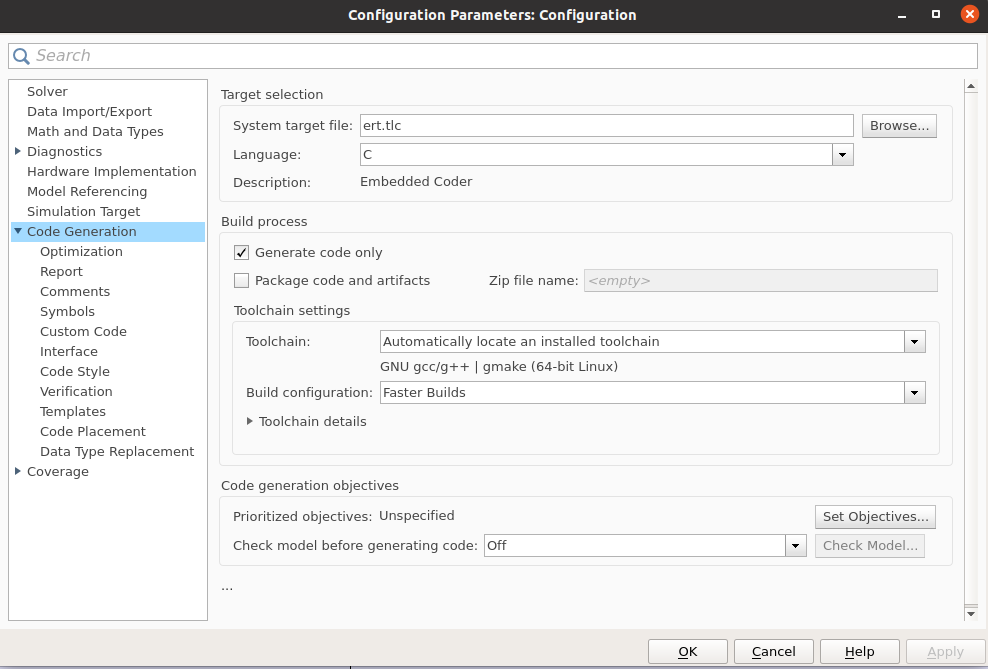 Configuration Parameters: Configuration
Search
Solver
Data Import/Export
Math and Data Types
Diagnostics
Hardware Implementation
Model Referencing
Simulation Target
Code Generation
Optimization
Report
Comments
Symbols
Custom Code
Interface
Code Style
Verification
Templates
Code Placement
Data Type Replacement
Coverage
Target selection
System target file: ert.tlc Browse...
Language: C
Description: Embedded Coder
Build process
Generate code only
Package code and artifacts Zip file name: <empty>
Toolchain settings
Toolchain: Automatically locate an installed toolchain
GNU gcc/g++ | gmake (64-bit Linux)
Build configuration: Faster Builds
Toolchain details
Code generation objectives
Prioritized objectives: Unspecified Set Objectives...
Check model before generating code: Off Check Model...
...
OK Cancel Help Apply